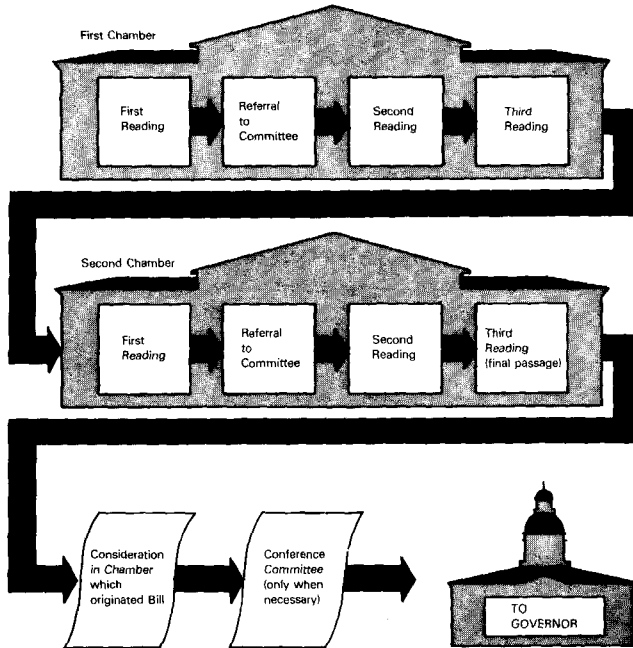 First Chamber
First
Reading
Referral
to
Committee
Second
Reading
Third
Reading
Second Chamber
First
Reading
Referral
to
Committee
Second
Reading
Third
Reading
(final passage)
Consideration
in Chamber
which
originated Bill
Conference
Committee
(only when
necessary)
TO
GOVERNOR